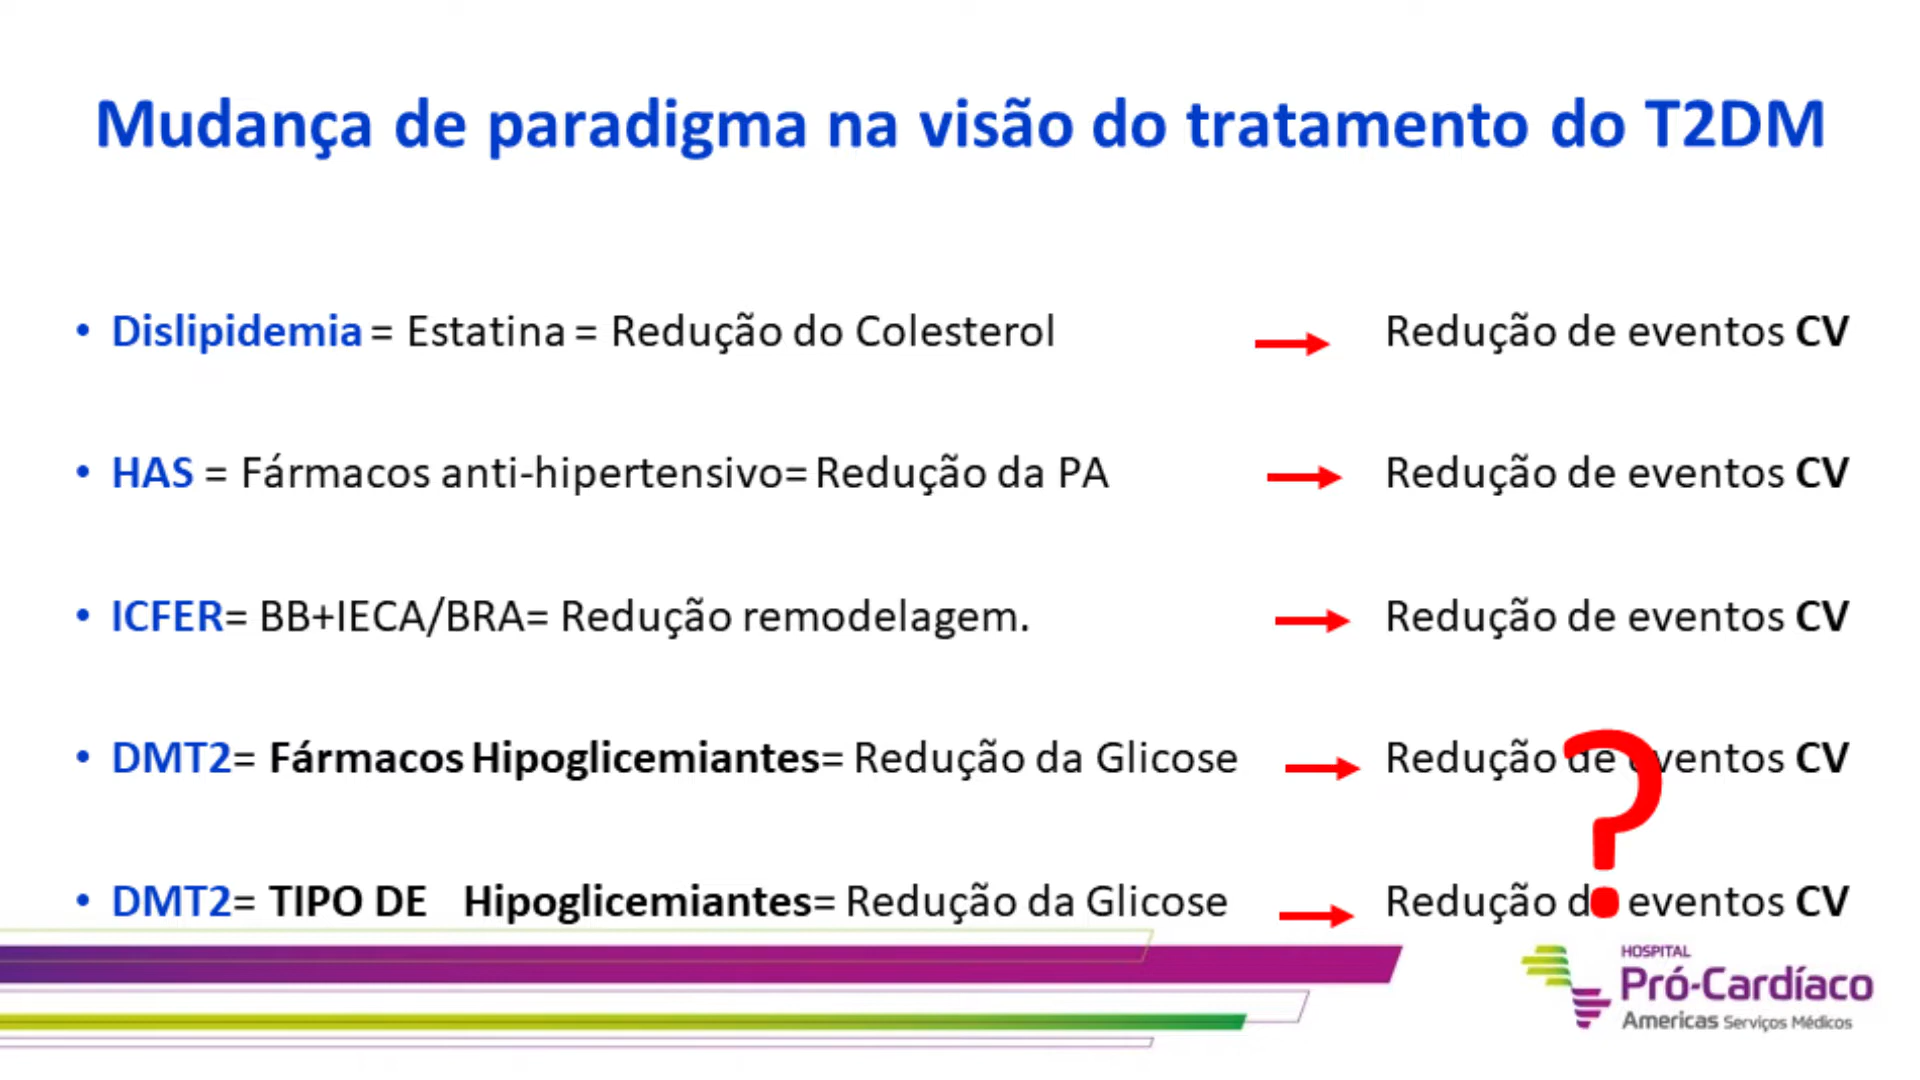 Mudança de paradigma na visão do tratamento do T2DM
• Dislipidemia = Estatina = Redução do Colesterol → Redução de eventos CV
• HAS = Fármacos anti-hipertensivo= Redução da PA → Redução de eventos CV
• ICFER= BB+IECA/BRA= Redução remodelagem. → Redução de eventos CV
• DMT2= Fármacos Hipoglicemiantes= Redução da Glicose → Redução de eventos CV
?
• DMT2= TIPO DE Hipoglicemiantes= Redução da Glicose → Redução de eventos CV
HOSPITAL
Pró-Cardíaco
Americas Serviços Médicos